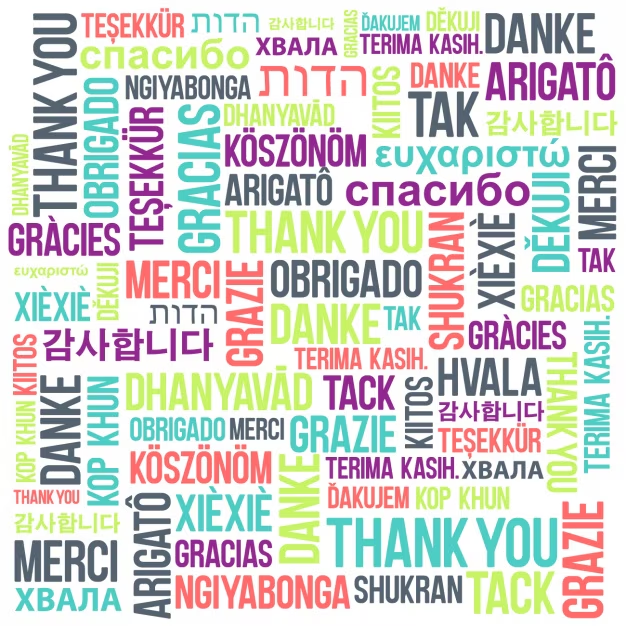 THANK YOU
TEŞEKKÜR
הדות
감사합니다
GRACIAS
ĎAKUJEM
DĚKUJI
DANKE
спасибо
ХВАЛА
TERIMA KASIH.
NGIYABONGA
הדות
KIITOS
DANKE
ARIGATÔ
DHANYAVĀD
OBRIGADO
TEŞEKKÜR
GRACIAS
DHANYAVĀD
TAK
감사합니다
KÖSZÖNÖM
ευχαριστώ
ARIGATÔ
спасибо
DĚKUJI
MERCI
GRÀCIES
THANK YOU
SHUKRAN
XIÈXIÈ
TAK
ευχαριστώ
DĚKUJI
MERCI
GRAZIE
OBRIGADO
GRACIAS
XIÈXIÈ
הדות
DANKE
TAK
GRÀCIES
KIITOS
감사합니다
TERIMA KASIH.
THANK YOU
TERIMA KASIH.
KOP KHUN
DANKE
KOP KHUN
DHANYAVĀD
TACK
KIITOS
HVALA
감사합니다
OBRIGADO
MERCI
GRAZIE
TEŞEKKÜR
KÖSZÖNÖM
DANKE
TERIMA KASIH.
ХВАЛА
THANK YOU
ARIGATÔ
XIÈXIÈ
ĎAKUJEM
KOP KHUN
감사합니다
THANK YOU
GRAZIE
MERCI
GRACIAS
ХВАЛА
NGIYABONGA
SHUKRAN
TACK